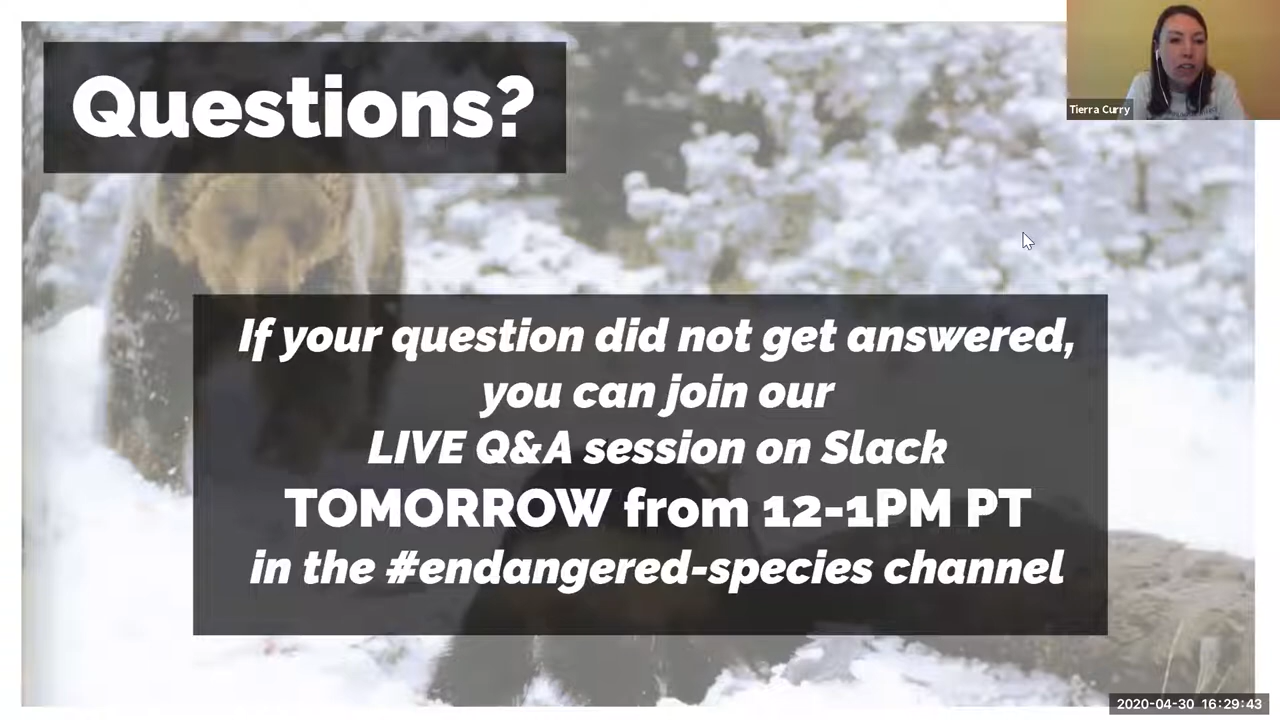 Questions?
Tierra Curry
If your question did not get answered,
you can join our
LIVE Q&A session on Slack
TOMORROW from 12-1PM PT
in the #endangered-species channel
2020-04-30 16:29:43